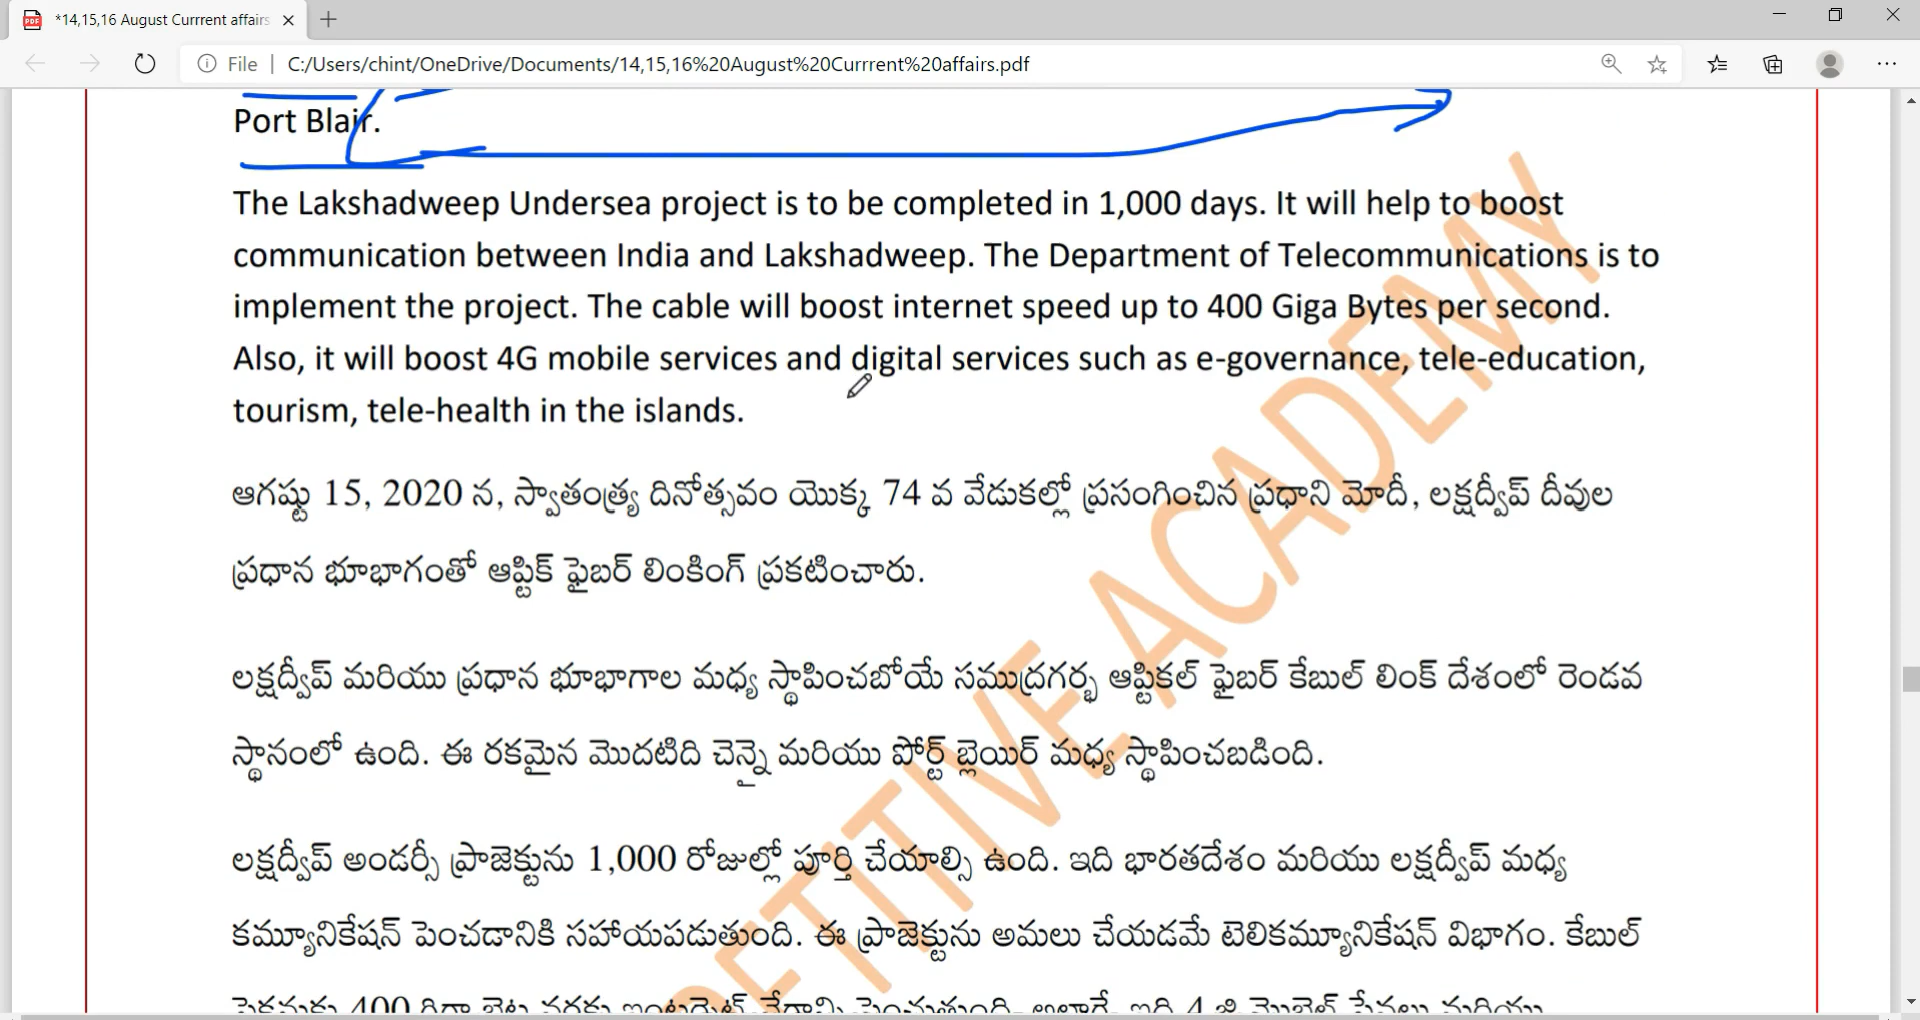 *14,15,16 August Currrent affairs
File | C:/Users/chint/OneDrive/Documents/14,15,16%20August%20Currrent%20affairs.pdf
Port Blair.
The Lakshadweep Undersea project is to be completed in 1,000 days. It will help to boost
communication between India and Lakshadweep. The Department of Telecommunications is to
implement the project. The cable will boost internet speed up to 400 Giga Bytes per second.
Also, it will boost 4G mobile services and digital services such as e-governance, tele-education,
tourism, tele-health in the islands.
ఆగష్టు 15, 2020 న, స్వాతంత్ర్య దినోత్సవం యొక్క 74 వ వేడుకల్లో ప్రసంగించిన ప్రధాని మోదీ, లక్షద్వీప్ దీవుల
ప్రధాన భూభాగంతో ఆప్టిక్ ఫైబర్ లింకింగ్ ప్రకటించారు.
లక్షద్వీప్ మరియు ప్రధాన భూభాగాల మధ్య స్థాపించబోయే సముద్రగర్భ ఆప్టికల్ ఫైబర్ కేబుల్ లింక్ దేశంలో రెండవ
స్థానంలో ఉంది. ఈ రకమైన మొదటిది చెన్నై మరియు పోర్ట్ బ్లెయిర్ మధ్య స్థాపించబడింది.
లక్షద్వీప్ అండర్సీ ప్రాజెక్టును 1,000 రోజుల్లో పూర్తి చేయాల్సి ఉంది. ఇది భారతదేశం మరియు లక్షద్వీప్ మధ్య
కమ్యూనికేషన్ పెంచడానికి సహాయపడుతుంది. ఈ ప్రాజెక్టును అమలు చేయడమే టెలికమ్యూనికేషన్ విభాగం. కేబుల్
ETITIVE ACADEMY